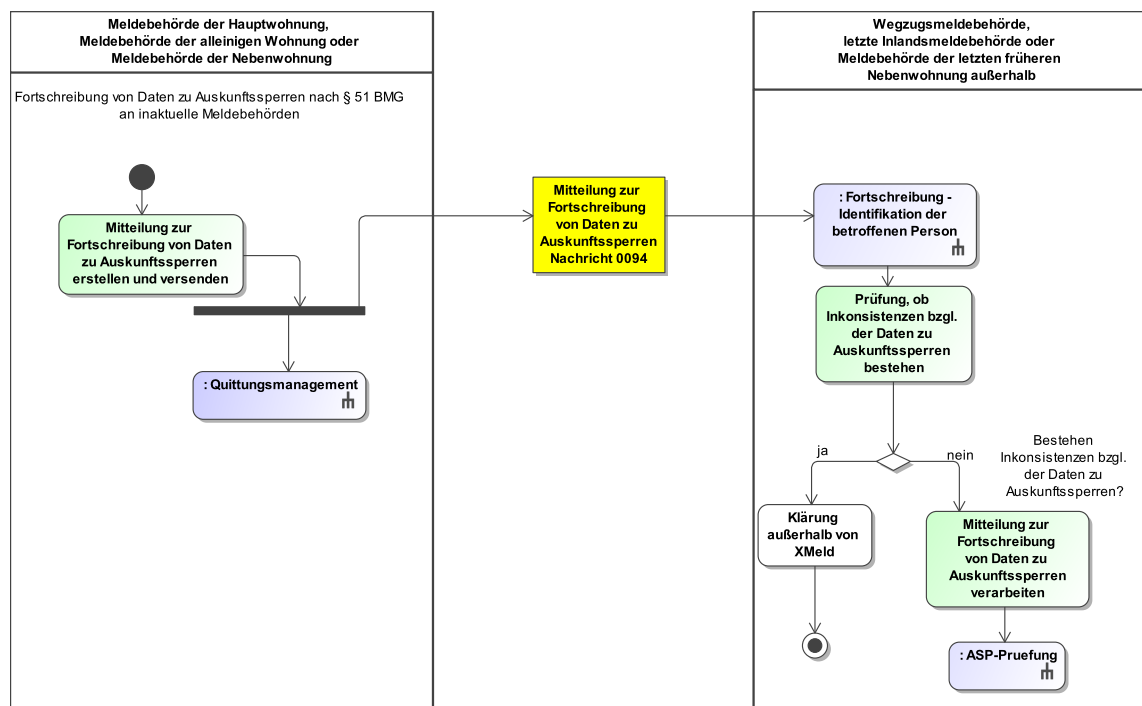 Meldebehörde der Hauptwohnung,
Meldebehörde der alleinigen Wohnung oder
Meldebehörde der Nebenwohnung
Fortschreibung von Daten zu Auskunftssperren nach § 51 BMG
an inaktuelle Meldebehörden
Mitteilung zur
Fortschreibung von Daten
zu Auskunftssperren
erstellen und versenden
: Quittungsmanagement
Mitteilung zur
Fortschreibung
von Daten zu
Auskunftssperren
Nachricht 0094
Wegzugsmeldebehörde,
letzte Inlandsmeldebehörde oder
Meldebehörde der letzten früheren
Nebenwohnung außerhalb
: Fortschreibung -
Identifikation der
betroffenen Person
Prüfung, ob
Inkonsistenzen bzgl.
der Daten zu
Auskunftssperren
bestehen
ja
nein
Bestehen
Inkonsistenzen bzgl.
der Daten zu
Auskunftssperren?
Klärung
außerhalb von
XMeld
Mitteilung zur
Fortschreibung
von Daten zu
Auskunftssperren
verarbeiten
: ASP-Pruefung